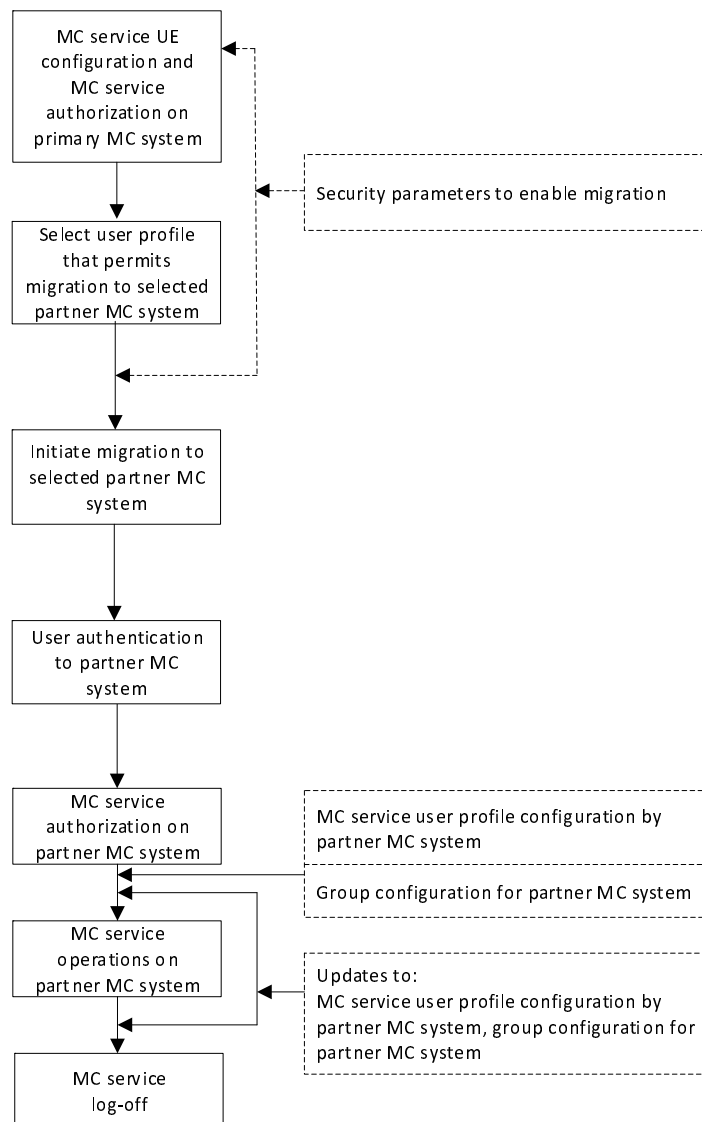 MC service UE
configuration and
MC service
authorization on
primary MC system
Security parameters to enable migration
Select user profile
that permits
migration to selected
partner MC system
Initiate migration to
selected partner MC
system
User authentication
to partner MC
system
MC service
authorization on
partner MC system
MC service user profile configuration by
partner MC system
Group configuration for partner MC system
MC service
operations on
partner MC system
Updates to:
MC service user profile configuration by
partner MC system, group configuration for
partner MC system
MC service
log-off